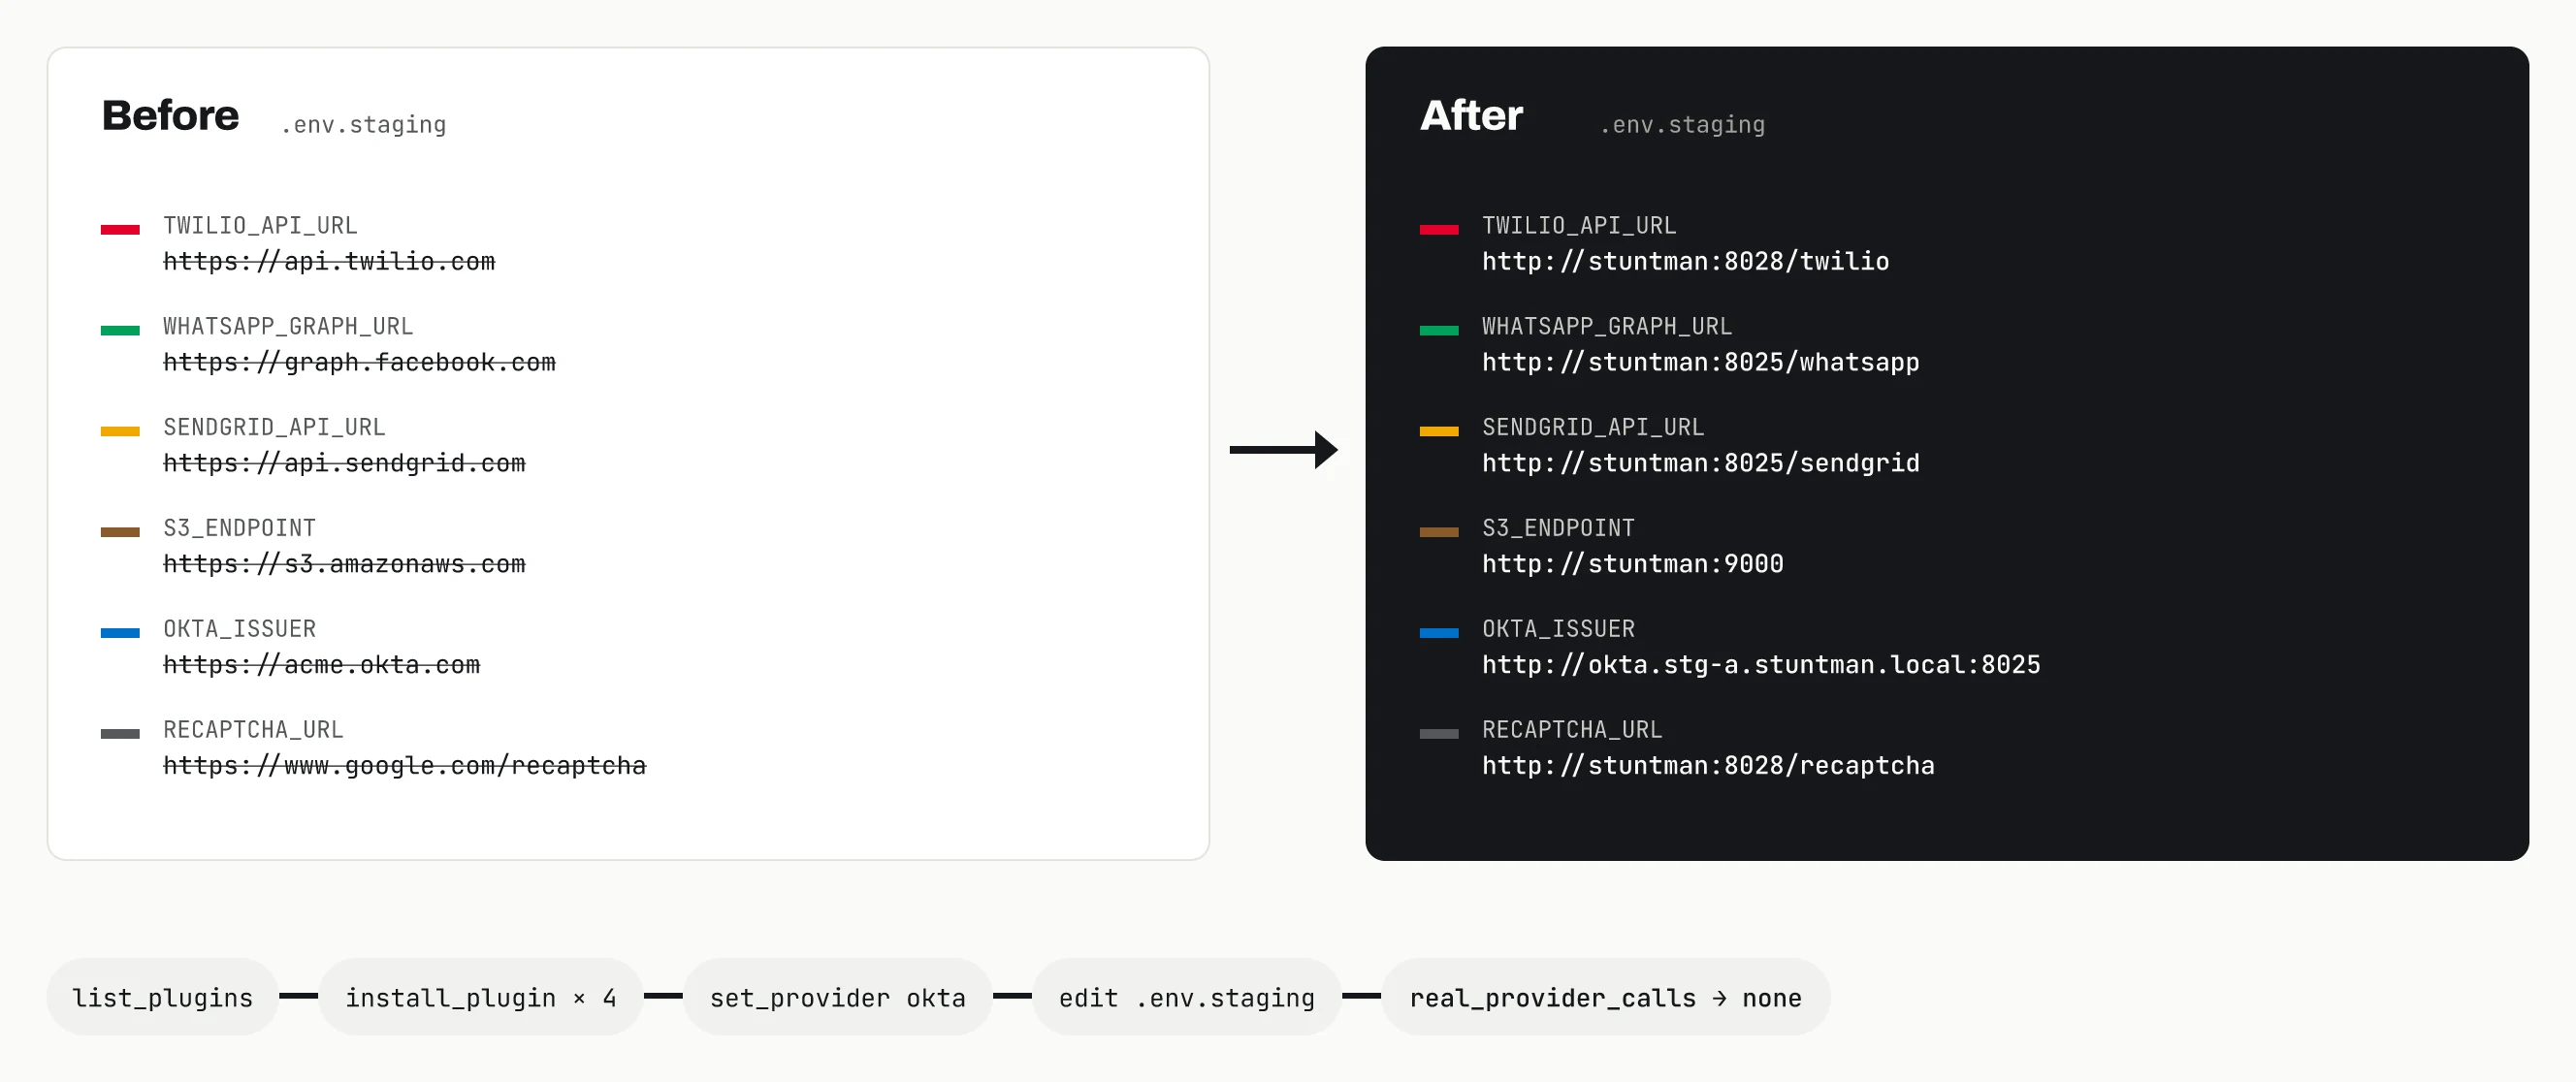 Before .env.staging
TWILIO_API_URL
https://api.twilio.com
WHATSAPP_GRAPH_URL
https://graph.facebook.com
SENDGRID_API_URL
https://api.sendgrid.com
S3_ENDPOINT
https://s3.amazonaws.com
OKTA_ISSUER
https://acme.okta.com
RECAPTCHA_URL
https://www.google.com/recaptcha
After .env.staging
TWILIO_API_URL
http://stuntman:8028/twilio
WHATSAPP_GRAPH_URL
http://stuntman:8025/whatsapp
SENDGRID_API_URL
http://stuntman:8025/sendgrid
S3_ENDPOINT
http://stuntman:9000
OKTA_ISSUER
http://okta.stg-a.stuntman.local:8025
RECAPTCHA_URL
http://stuntman:8028/recaptcha
list_plugins install_plugin × 4 set_provider okta edit .env.staging real_provider_calls → none